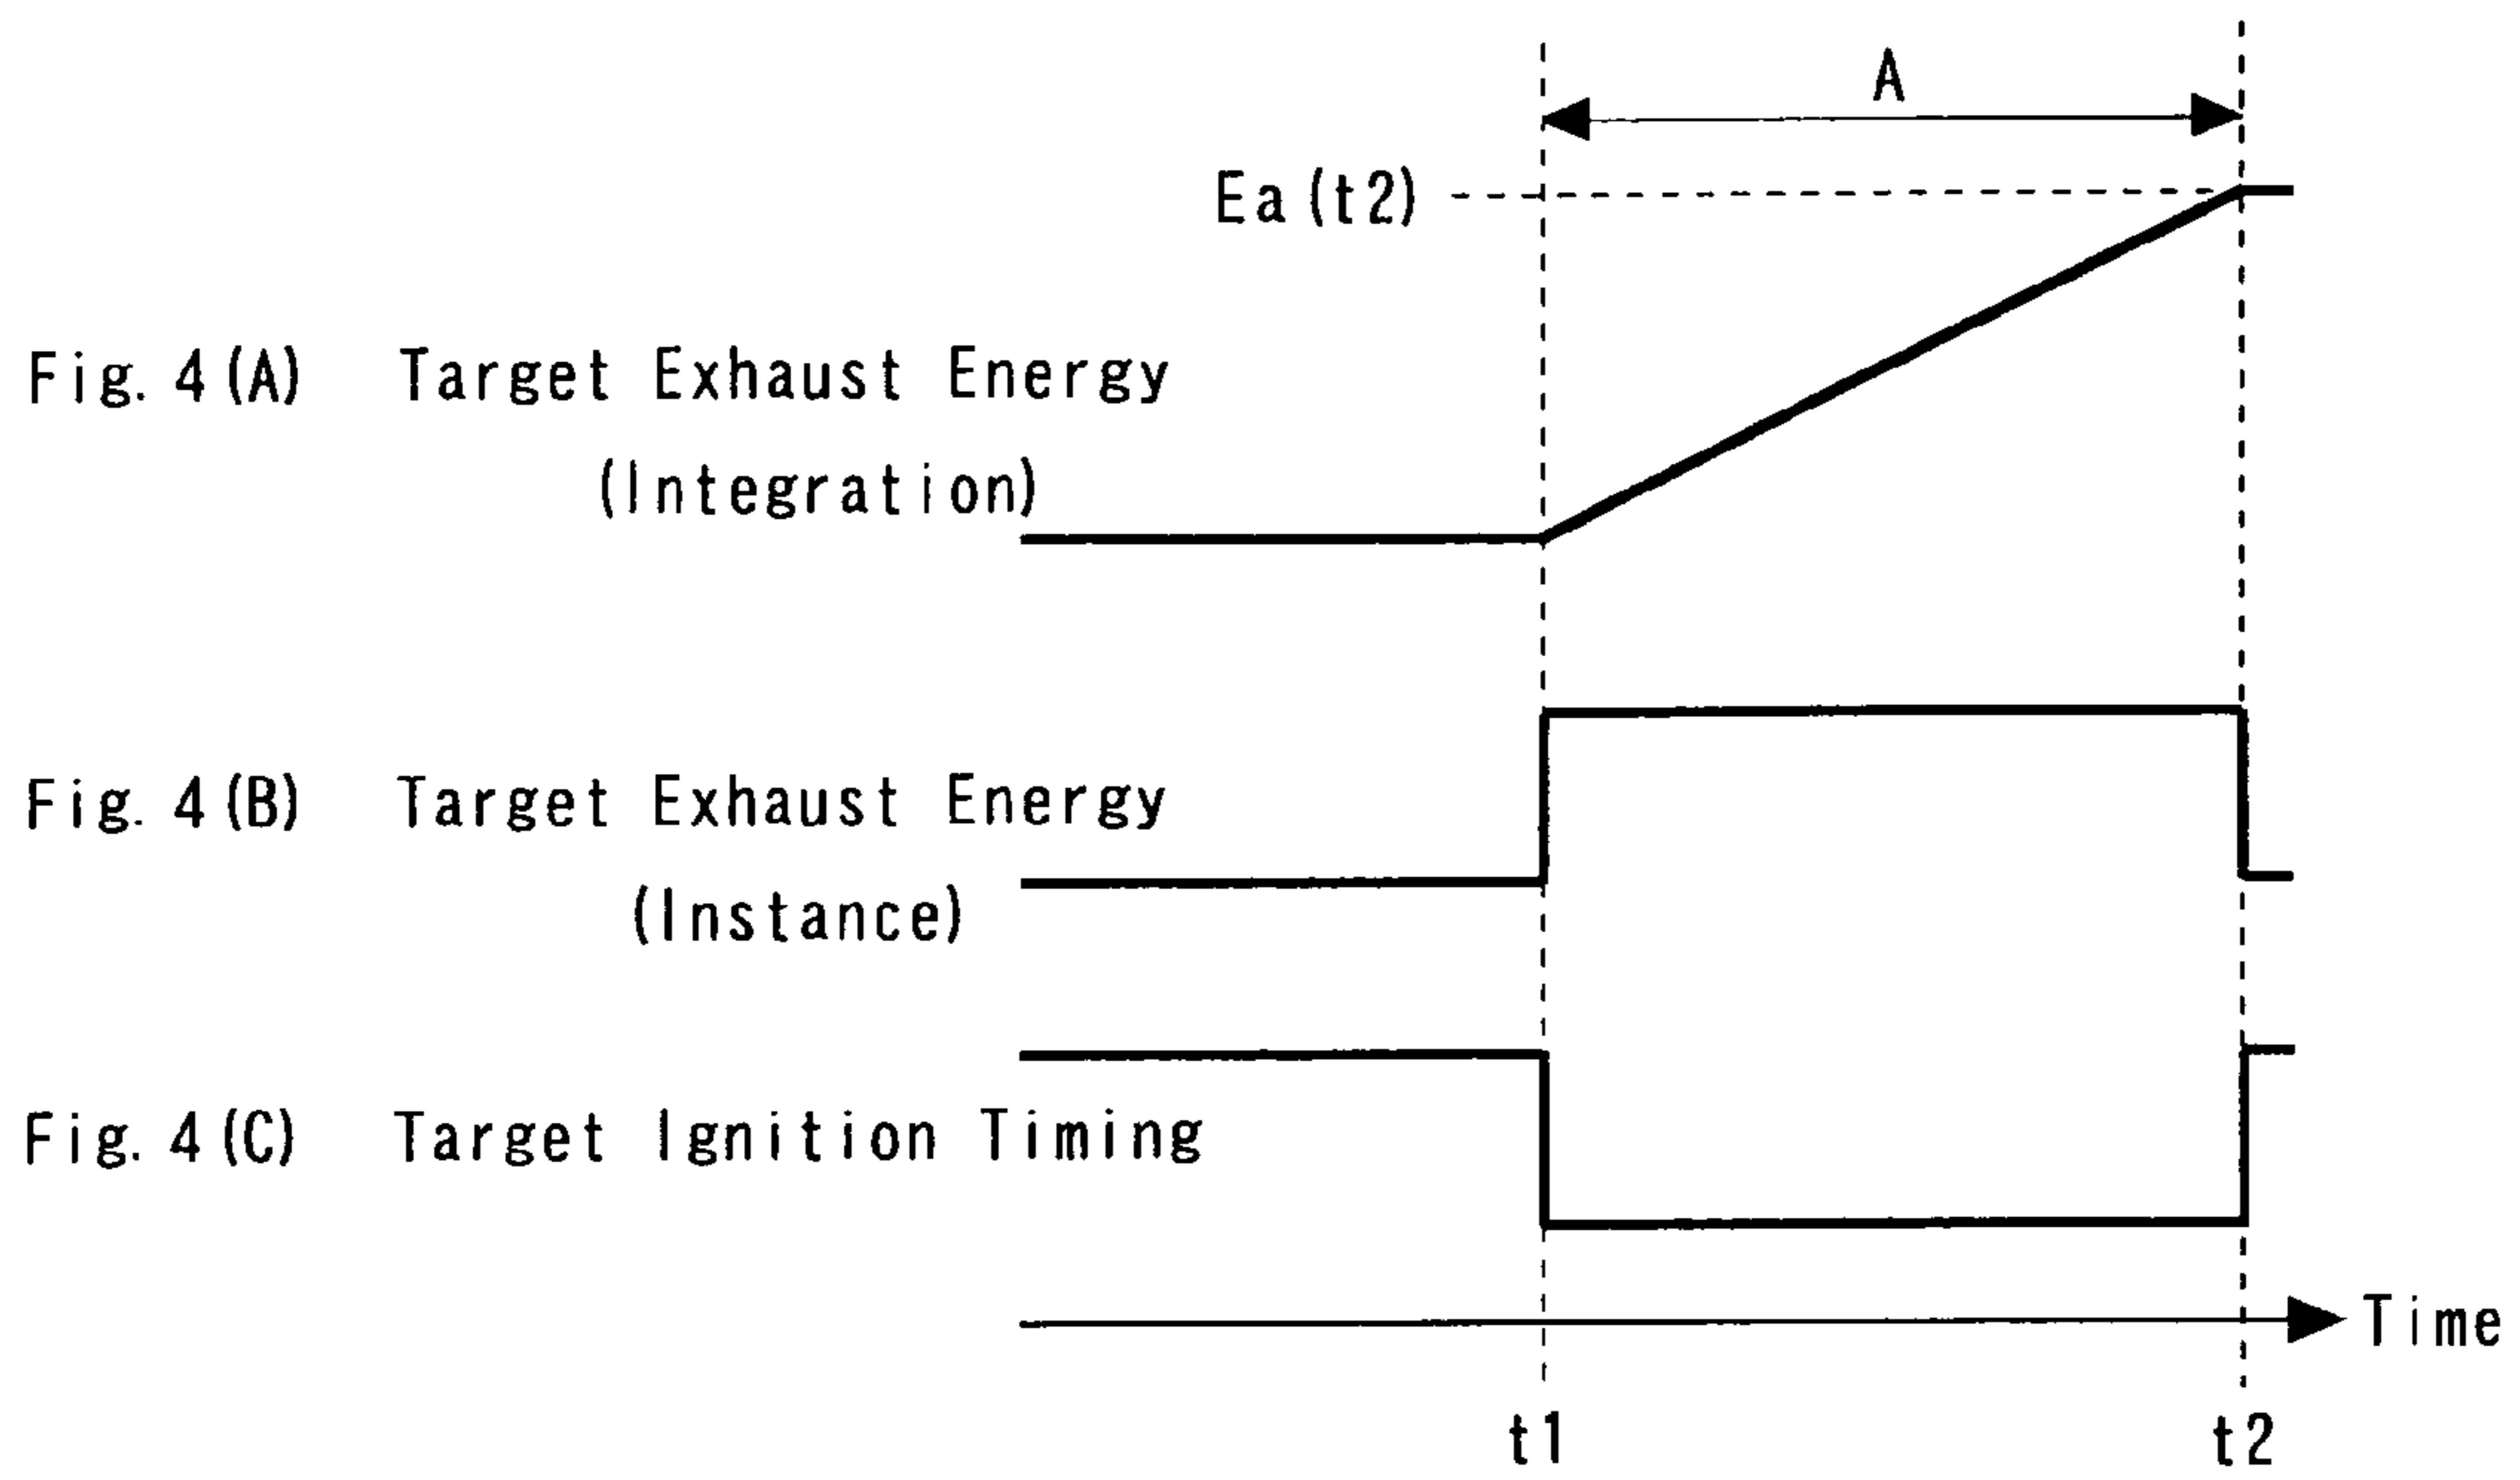 A
Ea(t2)
Fig. 4(A) Target Exhaust Energy
(Integration)
Fig. 4(B) Target Exhaust Energy
(Instance)
Fig. 4(C) Target Ignition Timing
Time
t1 t2